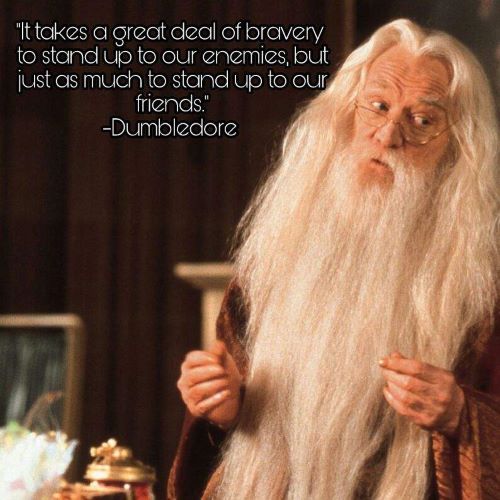 "It takes a great deal of bravery
to stand up to our enemies, but
just as much to stand up to our
friends."
-Dumbledore